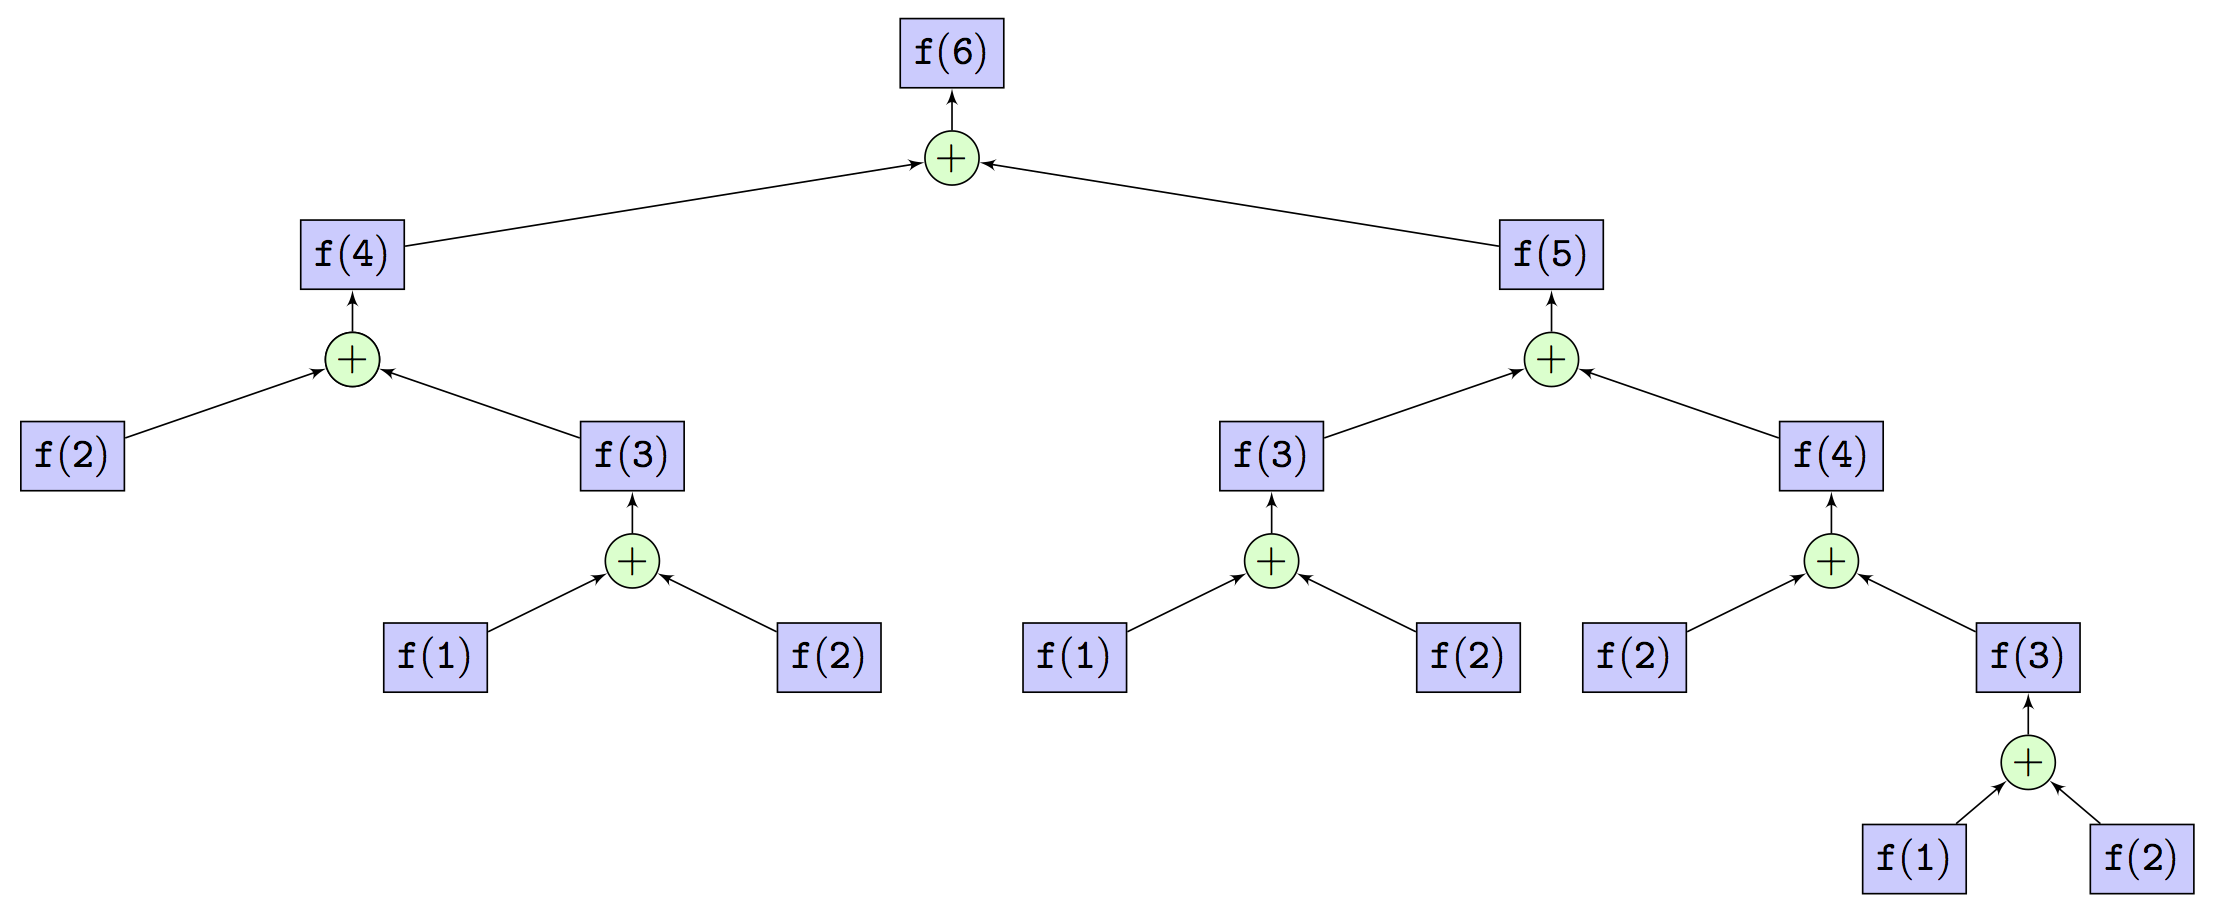 f(6)
+
f(4) f(5)
+ +
f(2) f(3) f(3) f(4)
+ + +
f(1) f(2) f(1) f(2) f(2) f(3)
+
f(1) f(2)